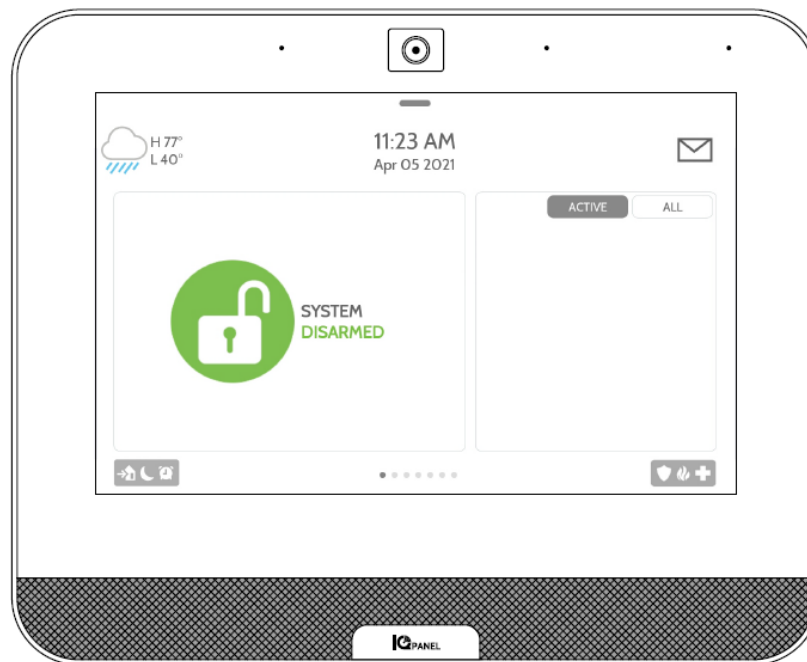 H 77°
L 40°
11:23 AM
Apr 05 2021
ACTIVE
ALL
SYSTEM
DISARMED
IQ PANEL